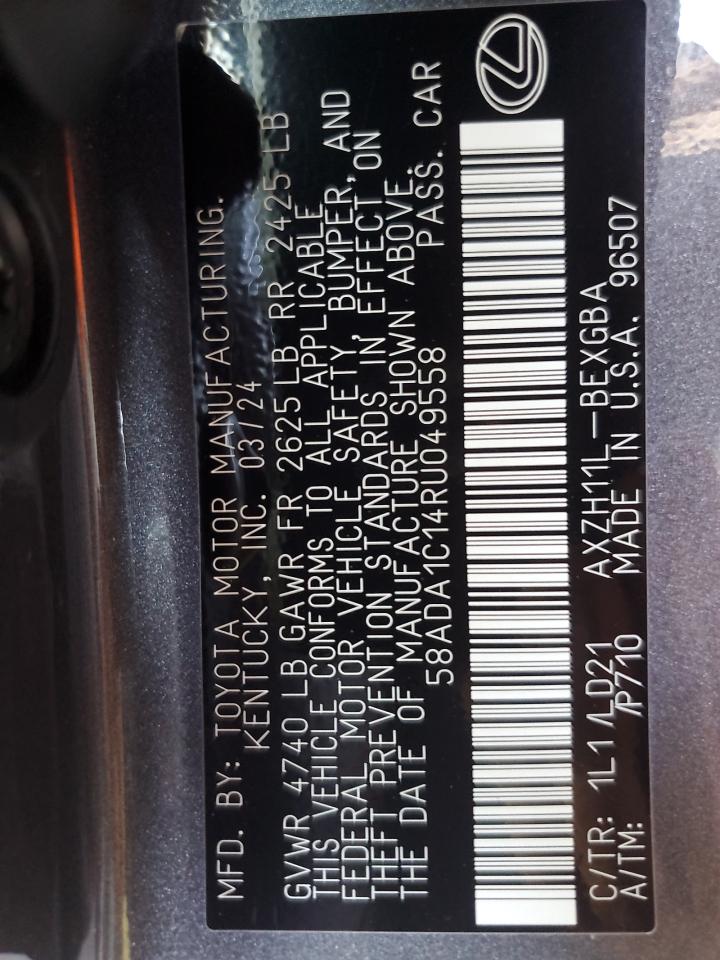 MFD. BY: TOYOTA MOTOR MANUFACTURING.
KENTUCKY, INC. 03/24
GVWR 4740 LB GAWR FR 2625 LB RR 2425 LB
THIS VEHICLE CONFORMS TO ALL APPLICABLE
FEDERAL MOTOR VEHICLE SAFETY, BUMPER, AND
THEFT PREVENTION STANDARDS IN EFFECT ON
THE DATE OF MANUFACTURE SHOWN ABOVE.
58ADA1C14RU049558 PASS. CAR
C/TR: 1L1 /LD21 AXZH11L-BEXGBA
A/TM: /P710 MADE IN U.S.A. 96507